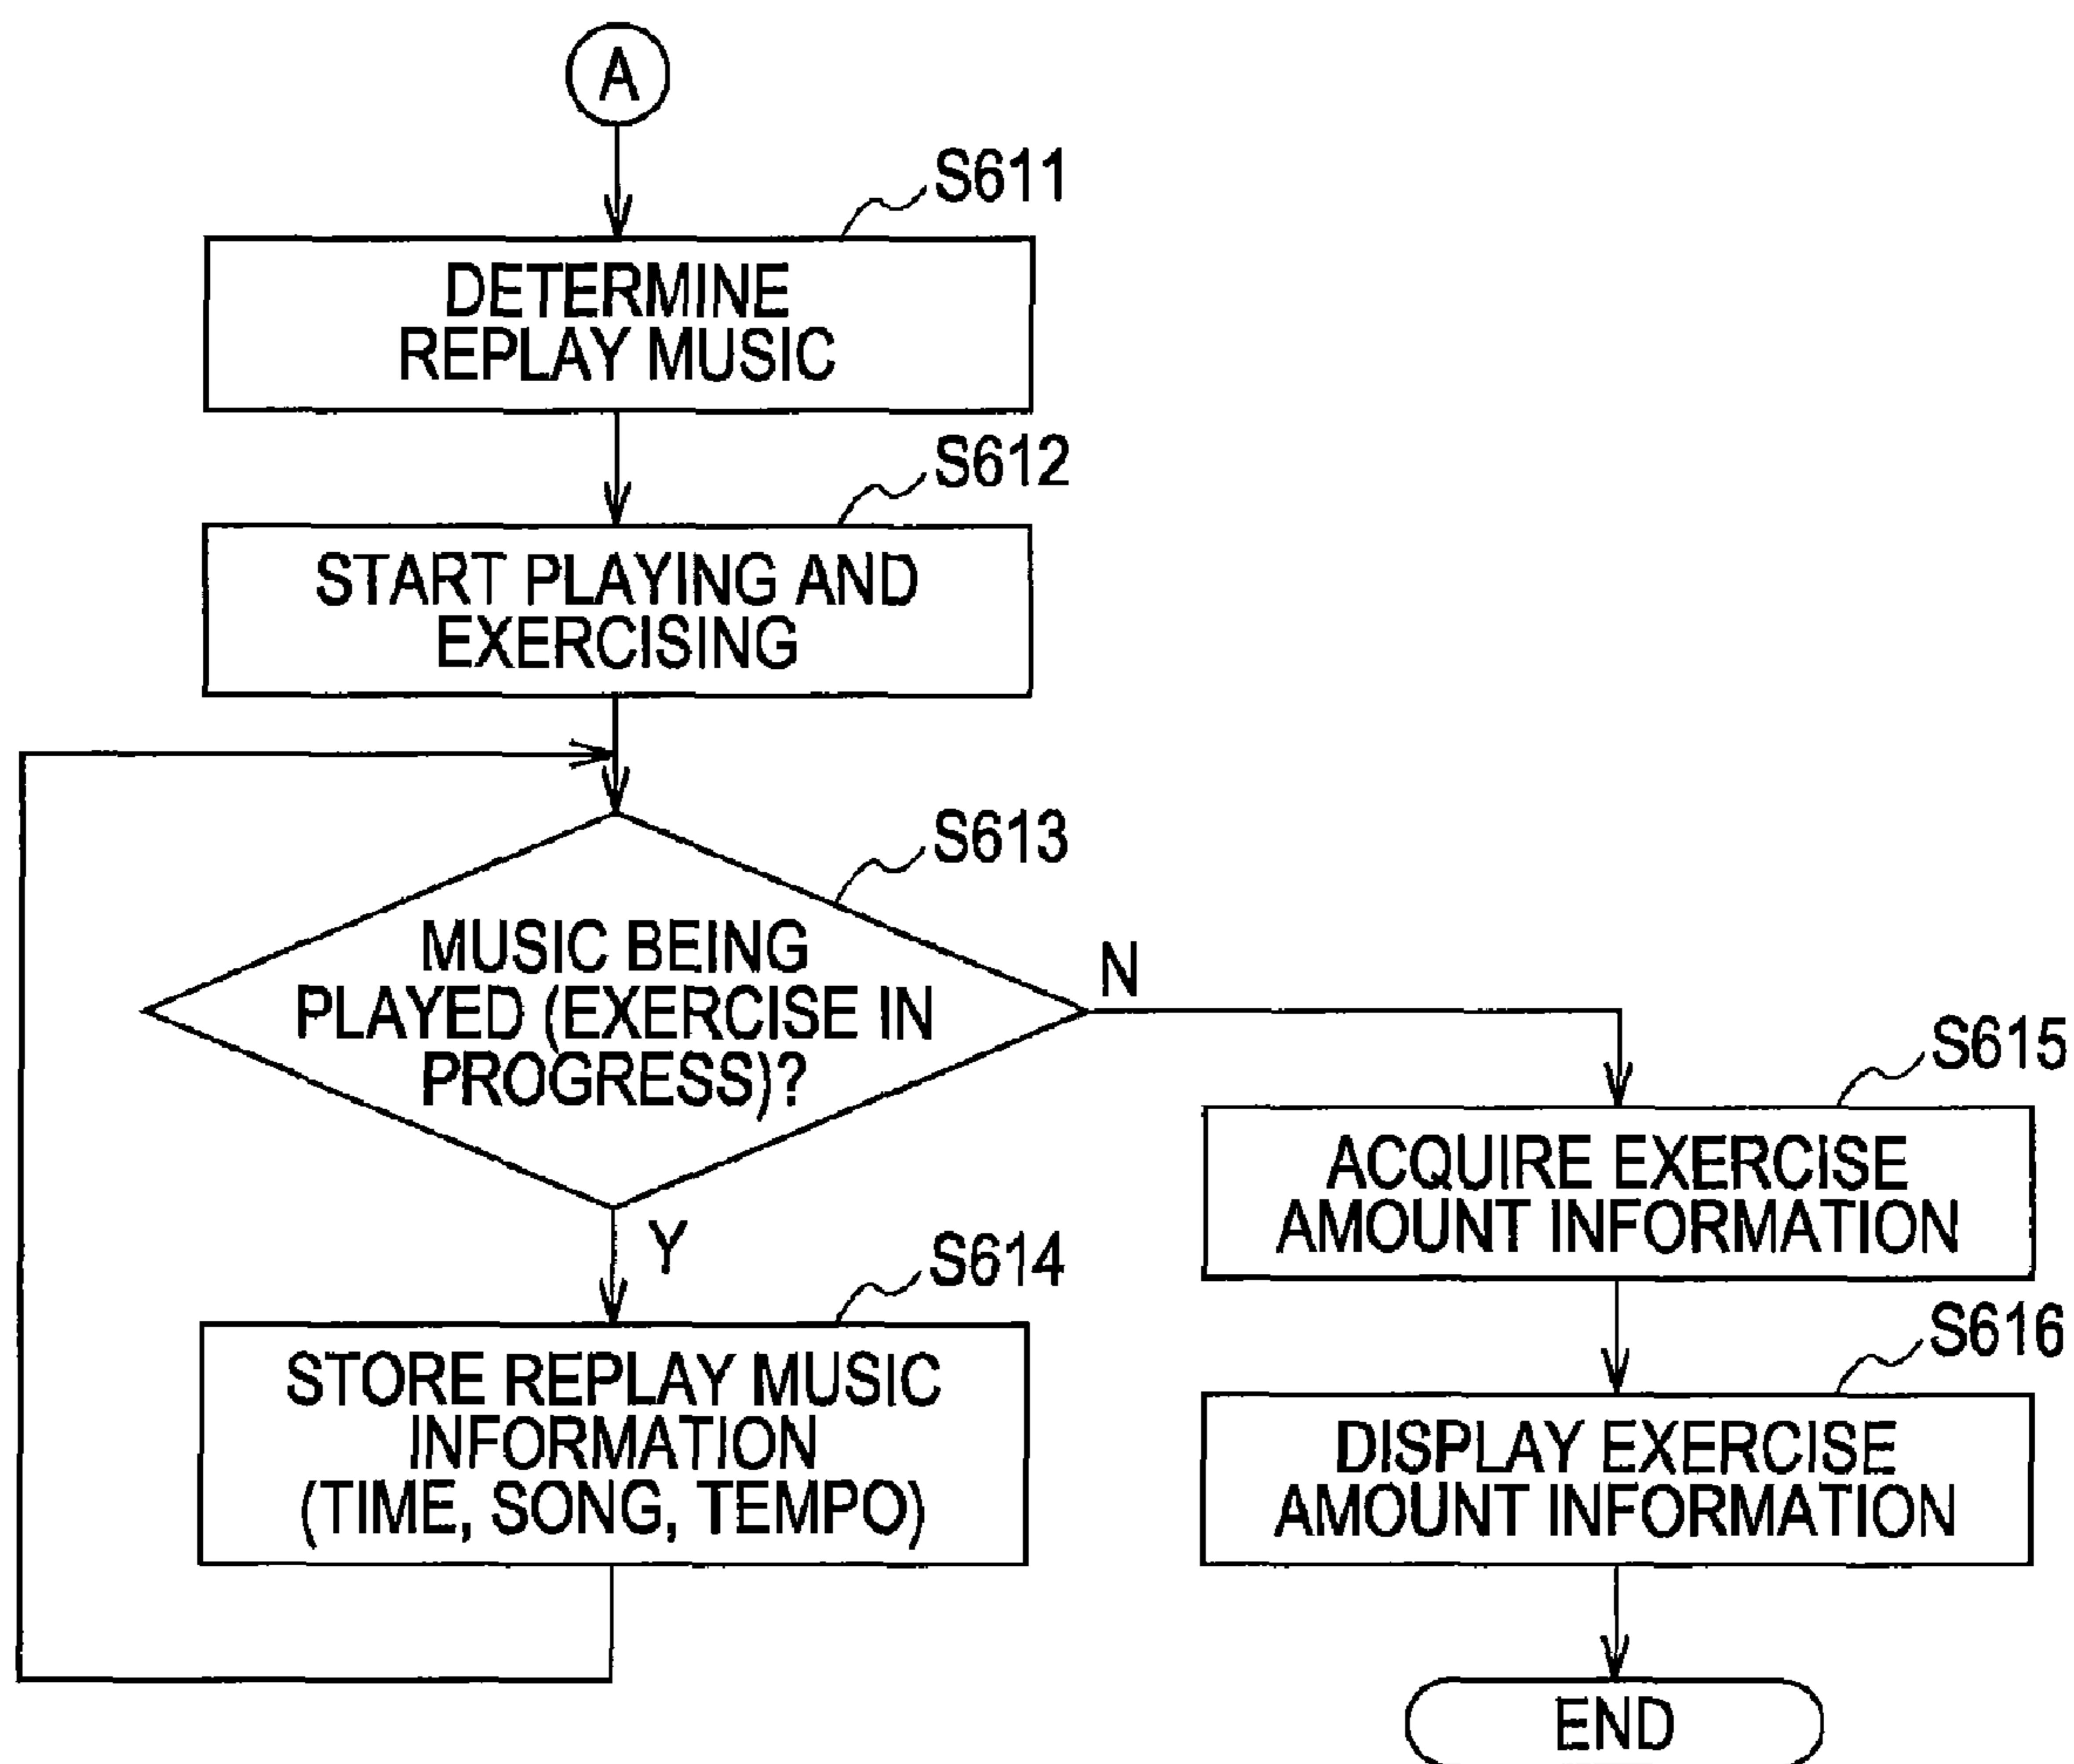 A
S611
DETERMINE
REPLAY MUSIC
S612
START PLAYING AND
EXERCISING
S613
MUSIC BEING
PLAYED (EXERCISE IN
PROGRESS)?
N
Y
S614
STORE REPLAY MUSIC
INFORMATION
(TIME, SONG, TEMPO)
S615
ACQUIRE EXERCISE
AMOUNT INFORMATION
S616
DISPLAY EXERCISE
AMOUNT INFORMATION
END